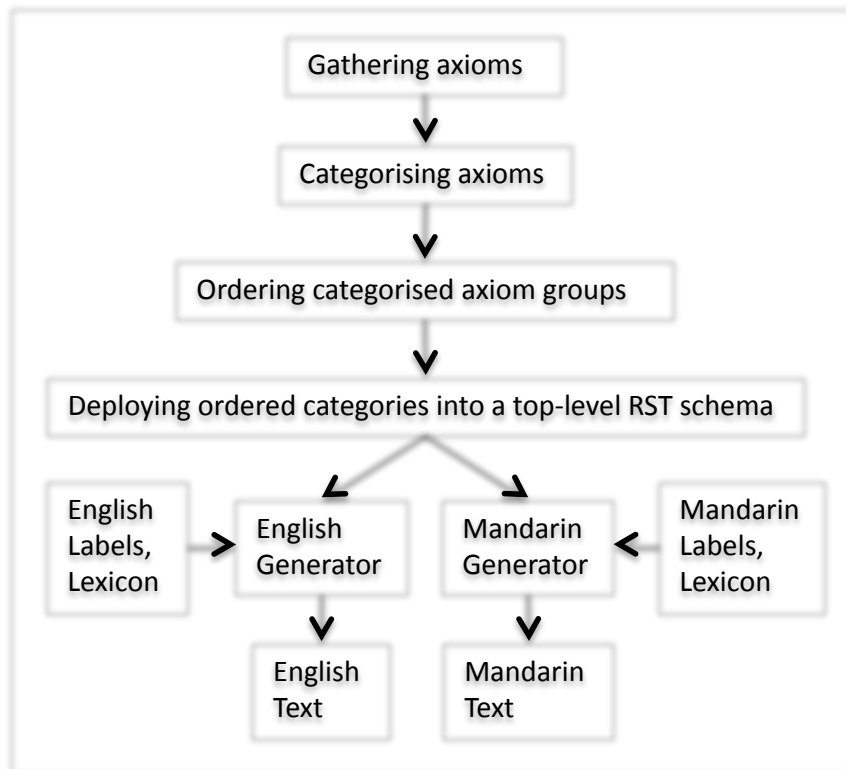 Gathering axioms
Categorising axioms
Ordering categorised axiom groups
Deploying ordered categories into a top-level RST schema
English
Labels,
Lexicon
English
Generator
Mandarin
Generator
Mandarin
Labels,
Lexicon
English
Text
Mandarin
Text